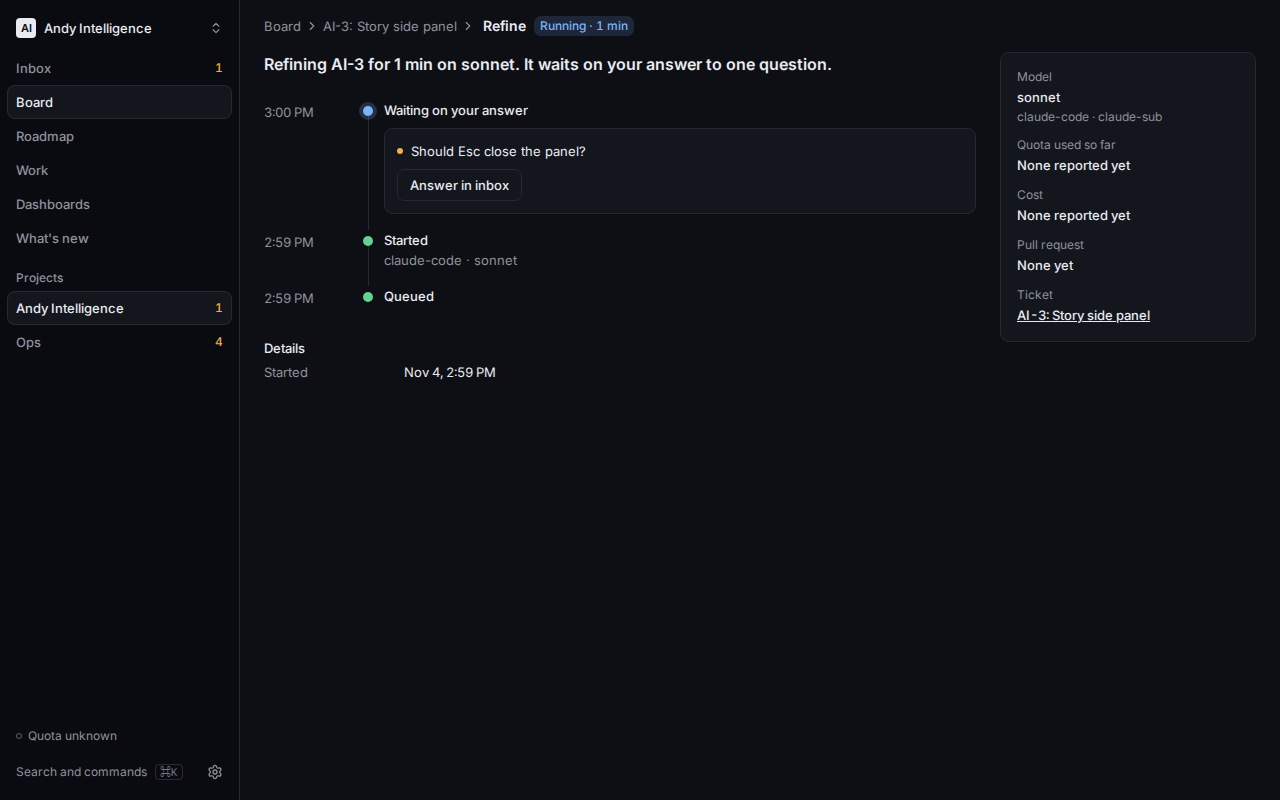 AI Andy Intelligence
Inbox 1
Board
Roadmap
Work
Dashboards
What's new
Projects
Andy Intelligence 1
Ops 4
Quota unknown
Search and commands ⌘K
Board > AI-3: Story side panel > Refine Running · 1 min
Refining AI-3 for 1 min on sonnet. It waits on your answer to one question.
3:00 PM Waiting on your answer
Should Esc close the panel?
Answer in inbox
2:59 PM Started
claude-code · sonnet
2:59 PM Queued
Details
Started Nov 4, 2:59 PM
Model
sonnet
claude-code · claude-sub
Quota used so far
None reported yet
Cost
None reported yet
Pull request
None yet
Ticket
AI-3: Story side panel